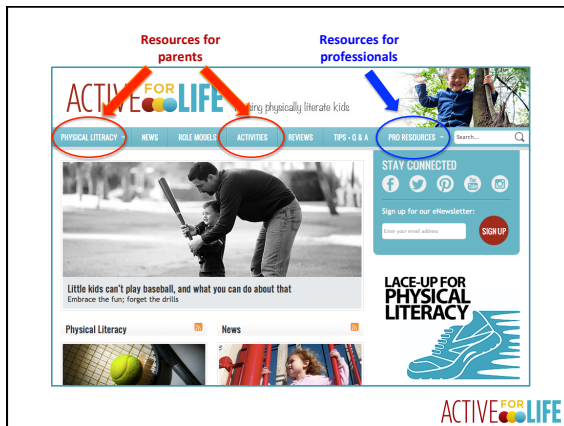 Resources for
parents
Resources for
professionals
ACTIVE FOR LIFE
physically literate kids
PHYSICAL LITERACY
NEWS
ROLE MODELS
ACTIVITIES
REVIEWS
TIPS • Q & A
PRO RESOURCES
Search...
STAY CONNECTED
You
Tube
Sign up for our eNewsletter:
Enter your email address
SIGN UP
Little kids can't play baseball, and what you can do about that
Embrace the fun; forget the drills
LACE-UP FOR
PHYSICAL
LITERACY
Physical Literacy
News
ACTIVE FOR LIFE